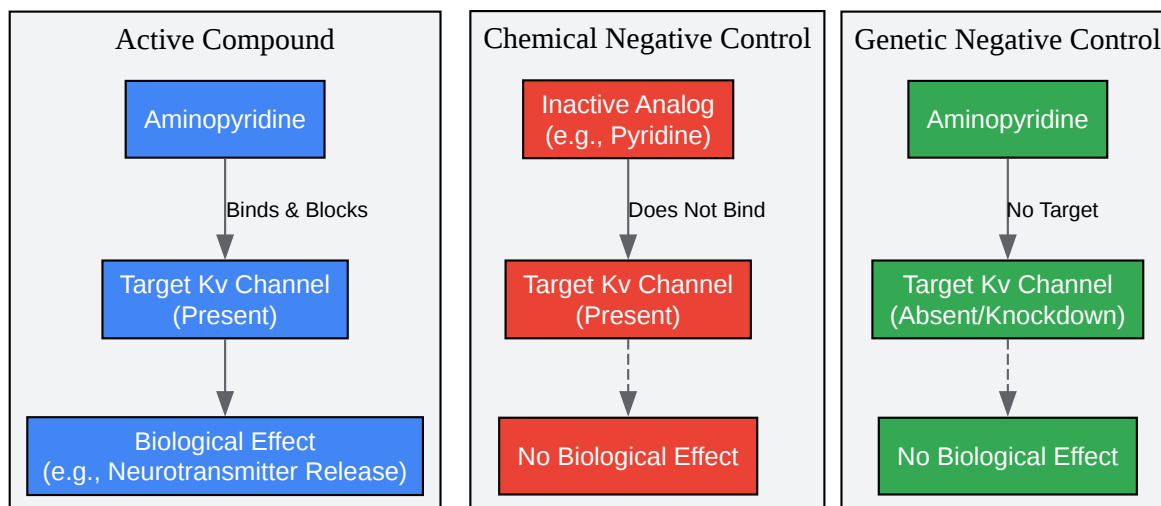 Active Compound
Aminopyridine
Binds & Blocks
Target Kv Channel
(Present)
Biological Effect
(e.g., Neurotransmitter Release)
Chemical Negative Control
Inactive Analog
(e.g., Pyridine)
Does Not Bind
Target Kv Channel
(Present)
No Biological Effect
Genetic Negative Control
Aminopyridine
No Target
Target Kv Channel
(Absent/Knockdown)
No Biological Effect